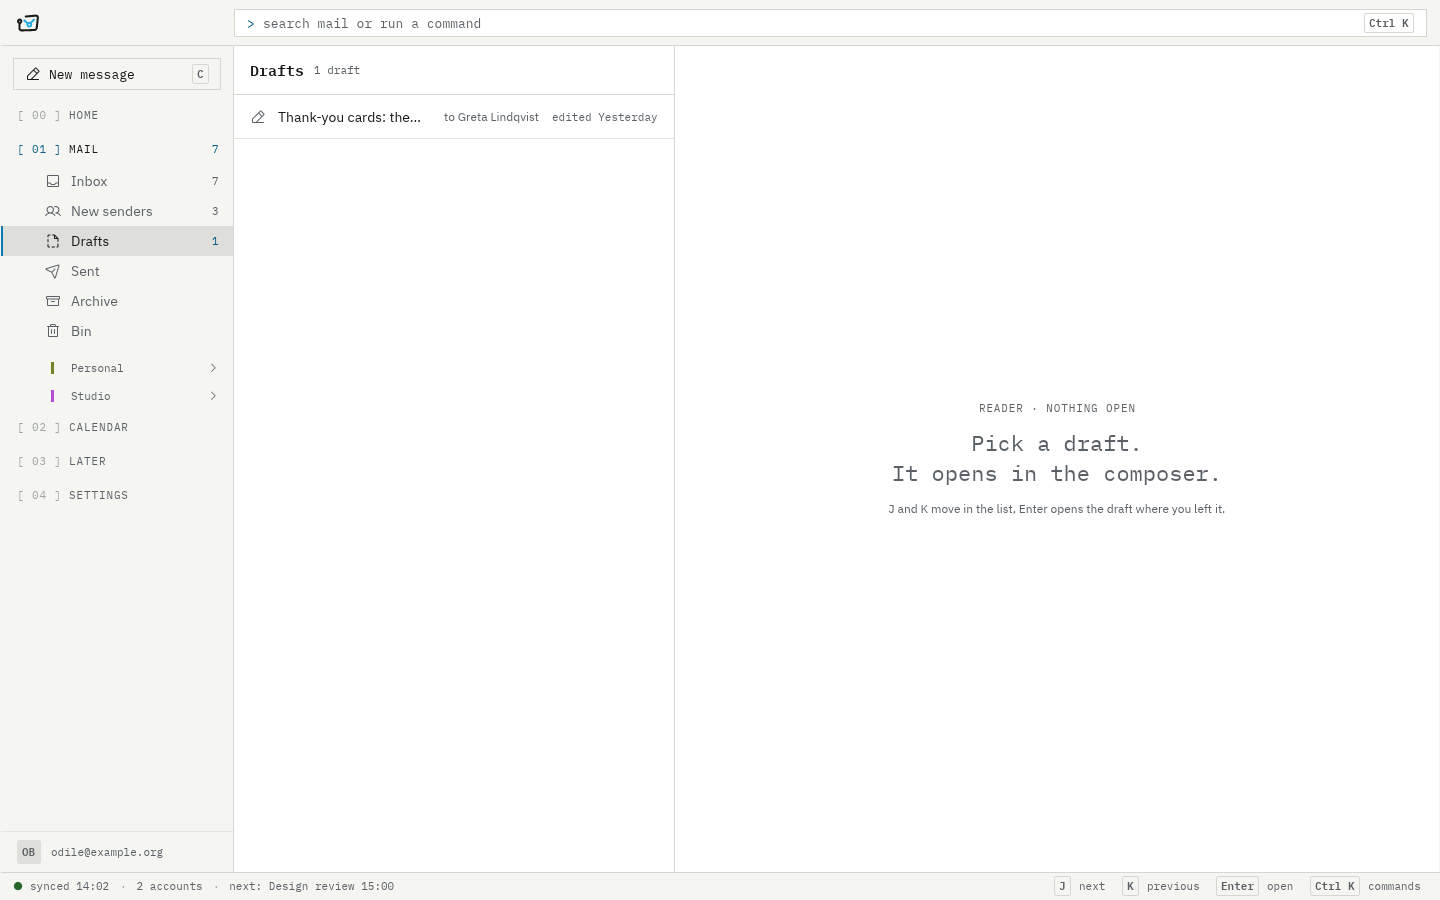 > search mail or run a command Ctrl K
New message C
[ 00 ] HOME
[ 01 ] MAIL 7
Inbox 7
New senders 3
Drafts 1
Sent
Archive
Bin
Personal
Studio
[ 02 ] CALENDAR
[ 03 ] LATER
[ 04 ] SETTINGS
OB odile@example.org
Drafts 1 draft
Thank-you cards: the… to Greta Lindqvist edited Yesterday
READER · NOTHING OPEN
Pick a draft.
It opens in the composer.
J and K move in the list, Enter opens the draft where you left it.
synced 14:02 · 2 accounts · next: Design review 15:00
J next K previous Enter open Ctrl K commands